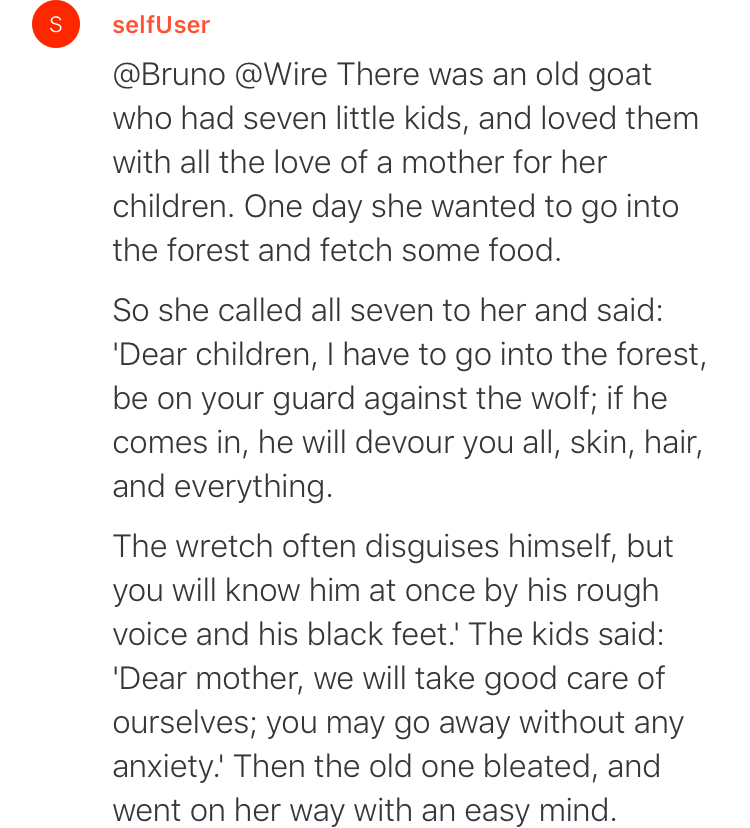 S
selfUser
@Bruno @Wire There was an old goat
who had seven little kids, and loved them
with all the love of a mother for her
children. One day she wanted to go into
the forest and fetch some food.
So she called all seven to her and said:
'Dear children, I have to go into the forest,
be on your guard against the wolf; if he
comes in, he will devour you all, skin, hair,
and everything.
The wretch often disguises himself, but
you will know him at once by his rough
voice and his black feet.' The kids said:
'Dear mother, we will take good care of
ourselves; you may go away without any
anxiety.' Then the old one bleated, and
went on her way with an easy mind.